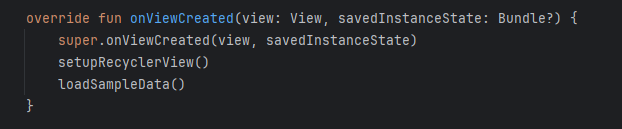 override fun onViewCreated(view: View, savedInstanceState: Bundle?) {
    super.onViewCreated(view, savedInstanceState)
    setupRecyclerView()
    loadSampleData()
}